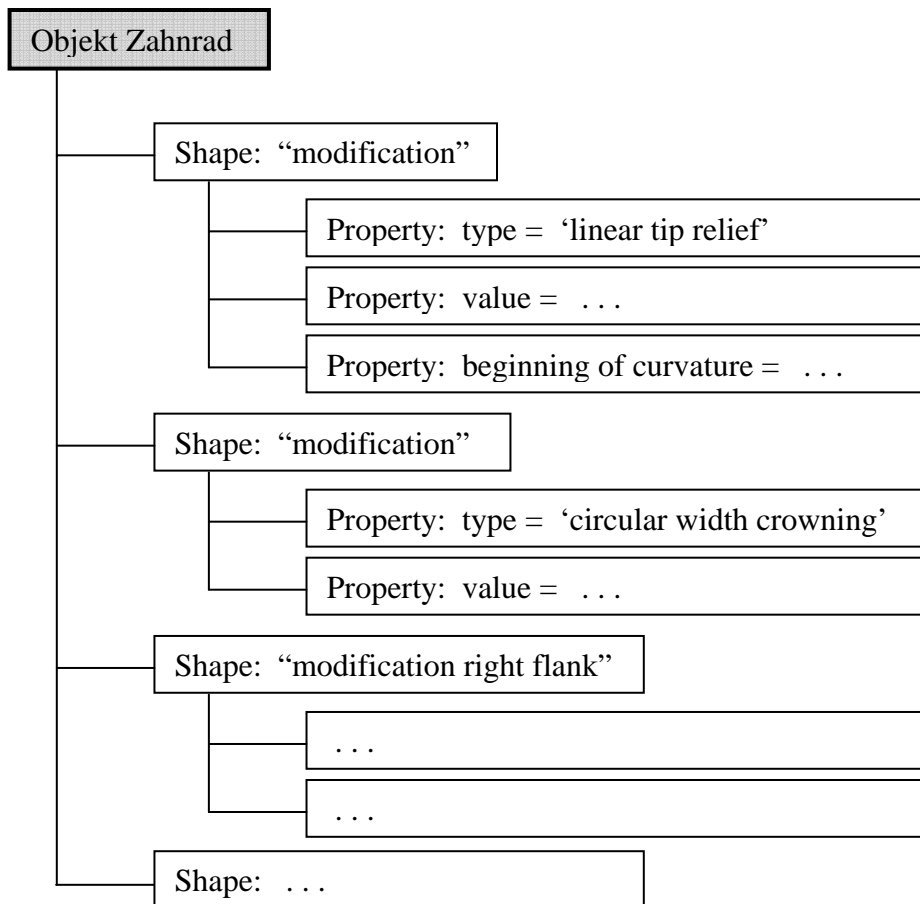 Objekt Zahnrad
Shape: “modification”
Property: type = ‘linear tip relief’
Property: value = . . .
Property: beginning of curvature = . . .
Shape: “modification”
Property: type = ‘circular width crowning’
Property: value = . . .
Shape: “modification right flank”
. . .
. . .
Shape: . . .